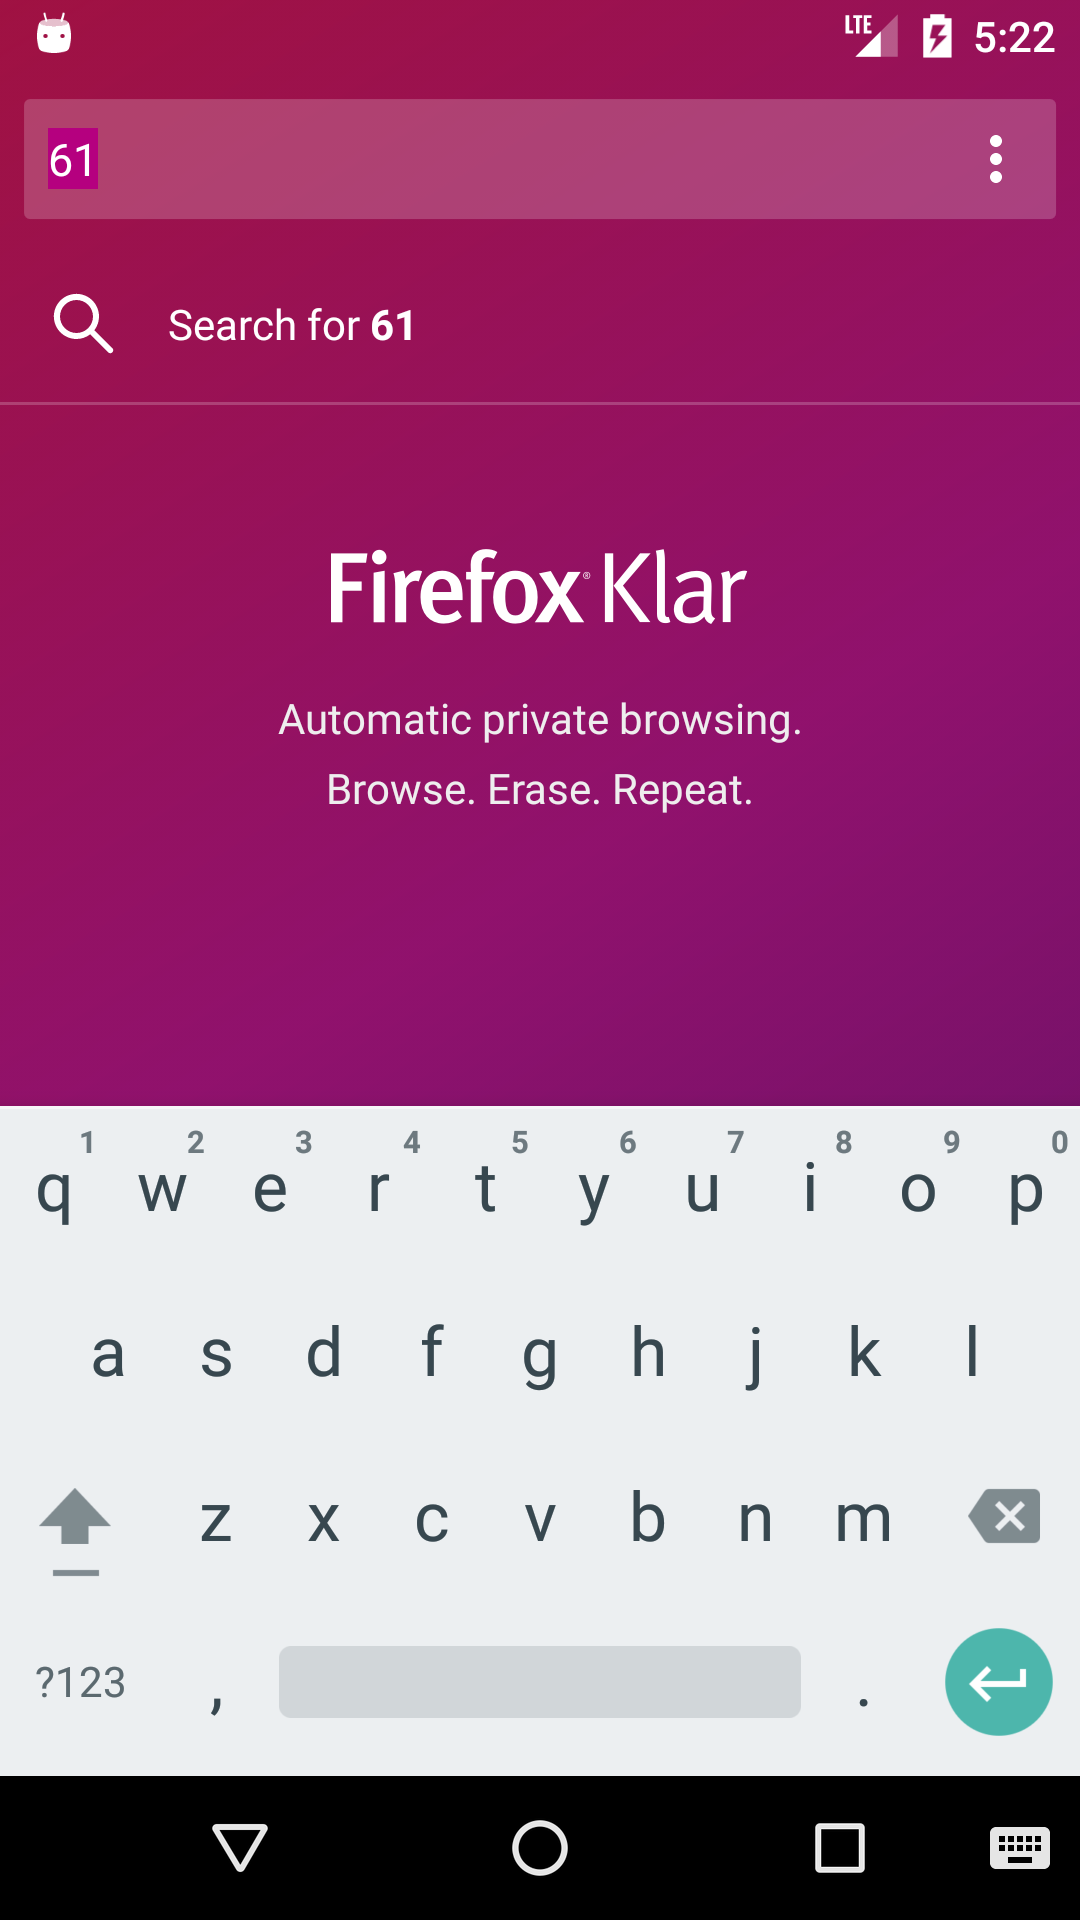 LTE 5:22
61
Search for 61
Firefox® Klar
Automatic private browsing.
Browse. Erase. Repeat.
1 2 3 4 5 6 7 8 9 0
q w e r t y u i o p
a s d f g h j k l
z x c v b n m
?123 , .